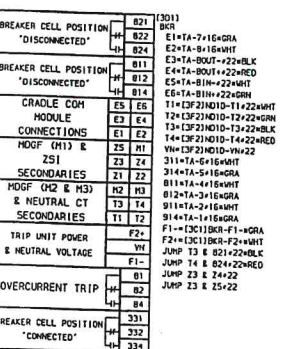 BREAKER CELL POSITION
"DISCONNECTED"
821
822
824
BREAKER CELL POSITION
"DISCONNECTED"
811
812
814
CRADLE COM
MODULE
CONNECTIONS
E5 E6
E3 E4
E1 E2
MDGF (M1) &
ZSI
SECONDARIES
Z5 M1
Z3 Z4
Z1 Z2
MDGF (M2 & M3)
& NEUTRAL CT
SECONDARIES
M2 M3
T3 T4
T1 T2
TRIP UNIT POWER
& NEUTRAL VOLTAGE
F2+
VN
F1-
OVERCURRENT TRIP
81
82
84
BREAKER CELL POSITION
"CONNECTED"
331
332
334
[3D1]
BKR
E1=TA-7#16=GRA
E2=TA-8#16=WHT
E3=TA-BOUT-#22=BLK
E4=TA-BOUT+#22=RED
E5=TA-BIN-#22=WHT
E6=TA-BIN+#22=GRN
T1=[3F2)ND1D-T1#22=WHT
T2=[3F2)ND1D-T2#22=GRN
T3=[3F2)ND1D-T3#22=BLK
T4=[3F2)ND1D-T4#22=RED
VN=[3F2)ND1D-VN#22
311=TA-6#16=WHT
314=TA-5#16=GRA
811=TA-4#16=WHT
812=TA-3#16=GRA
911=TA-2#16=WHT
914=TA-1#16=GRA
F1-=[3C1)BKR-F1-=GRA
F2+=[3C1)BKR-F2+=WHT
JUMP T3 & 821#22=BLK
JUMP T4 & 824#22=RED
JUMP Z3 & Z4#22
JUMP Z3 & Z5#22